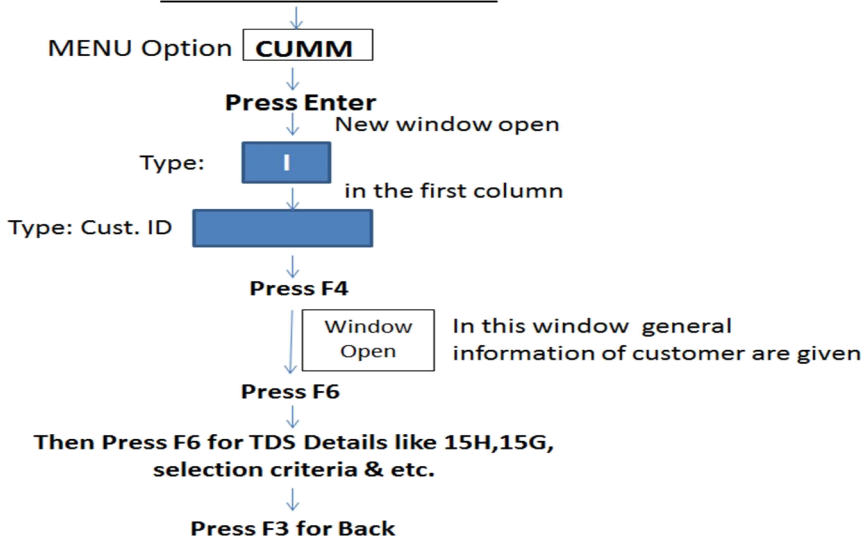 MENU Option CUMM
Press Enter
New window open
Type: I
in the first column
Type: Cust. ID
Press F4
Window Open
In this window general
information of customer are given
Press F6
Then Press F6 for TDS Details like 15H,15G,
selection criteria & etc.
Press F3 for Back